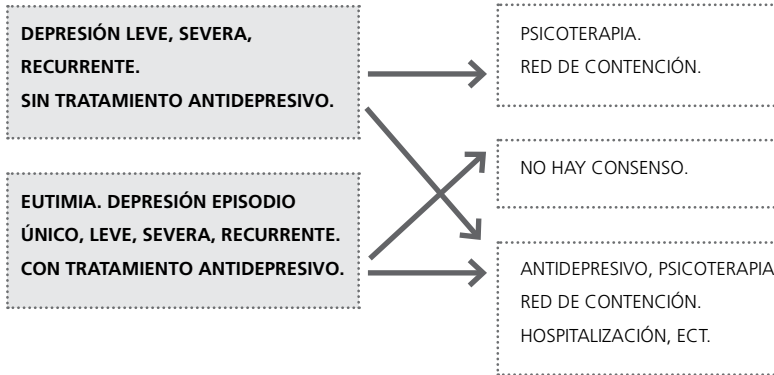 DEPRESIÓN LEVE, SEVERA,
RECURRENTE.
SIN TRATAMIENTO ANTIDEPRESIVO.
EUTIMIA. DEPRESIÓN EPISODIO
ÚNICO, LEVE, SEVERA, RECURRENTE.
CON TRATAMIENTO ANTIDEPRESIVO.
PSICOTERAPIA.
RED DE CONTENCIÓN.
NO HAY CONSENSO.
ANTIDEPRESIVO, PSICOTERAPIA
RED DE CONTENCIÓN.
HOSPITALIZACIÓN, ECT.